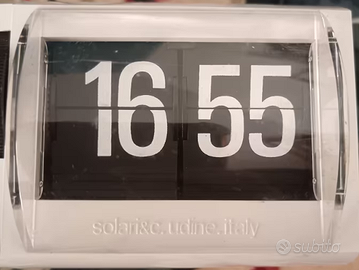 16 55
solari&c. udine. italy
subito